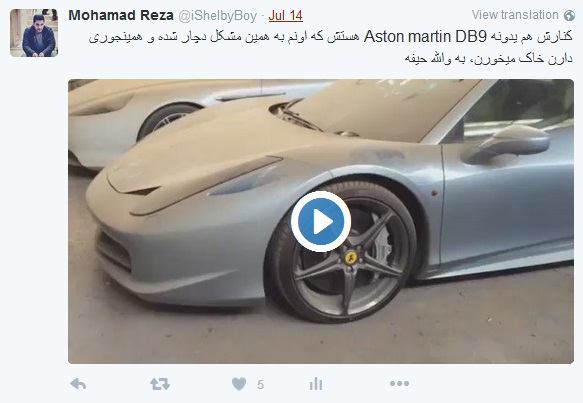 Mohamad Reza @iShelbyBoy · Jul 14
View translation
کنارش هم یدونه Aston martin DB9 هستش که اونم به همین مشکل دچار شده و همینجوری
دارن خاک میخورن، به والله حیفه
5